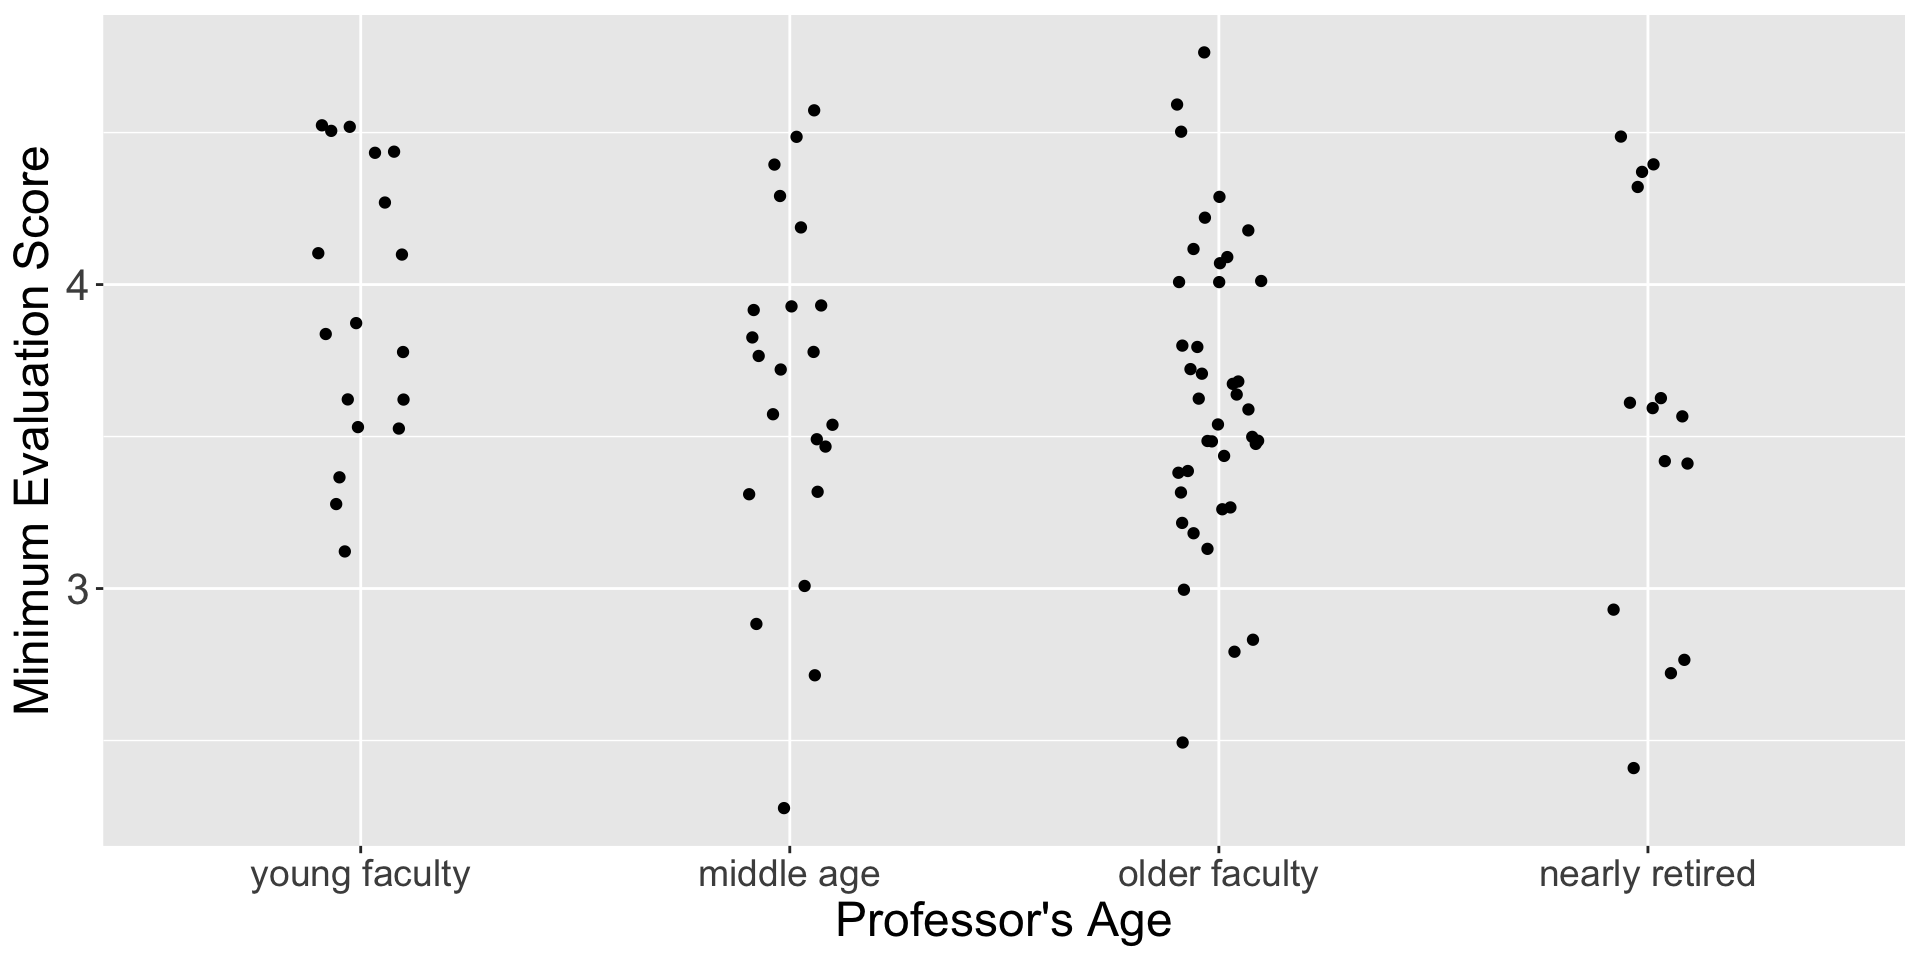 Minimum Evaluation Score
4
3
young faculty
middle age
older faculty
nearly retired
Professor's Age